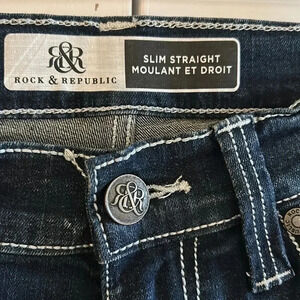 R&R
ROCK & REPUBLIC
SLIM STRAIGHT
MOULANT ET DROIT
R&R